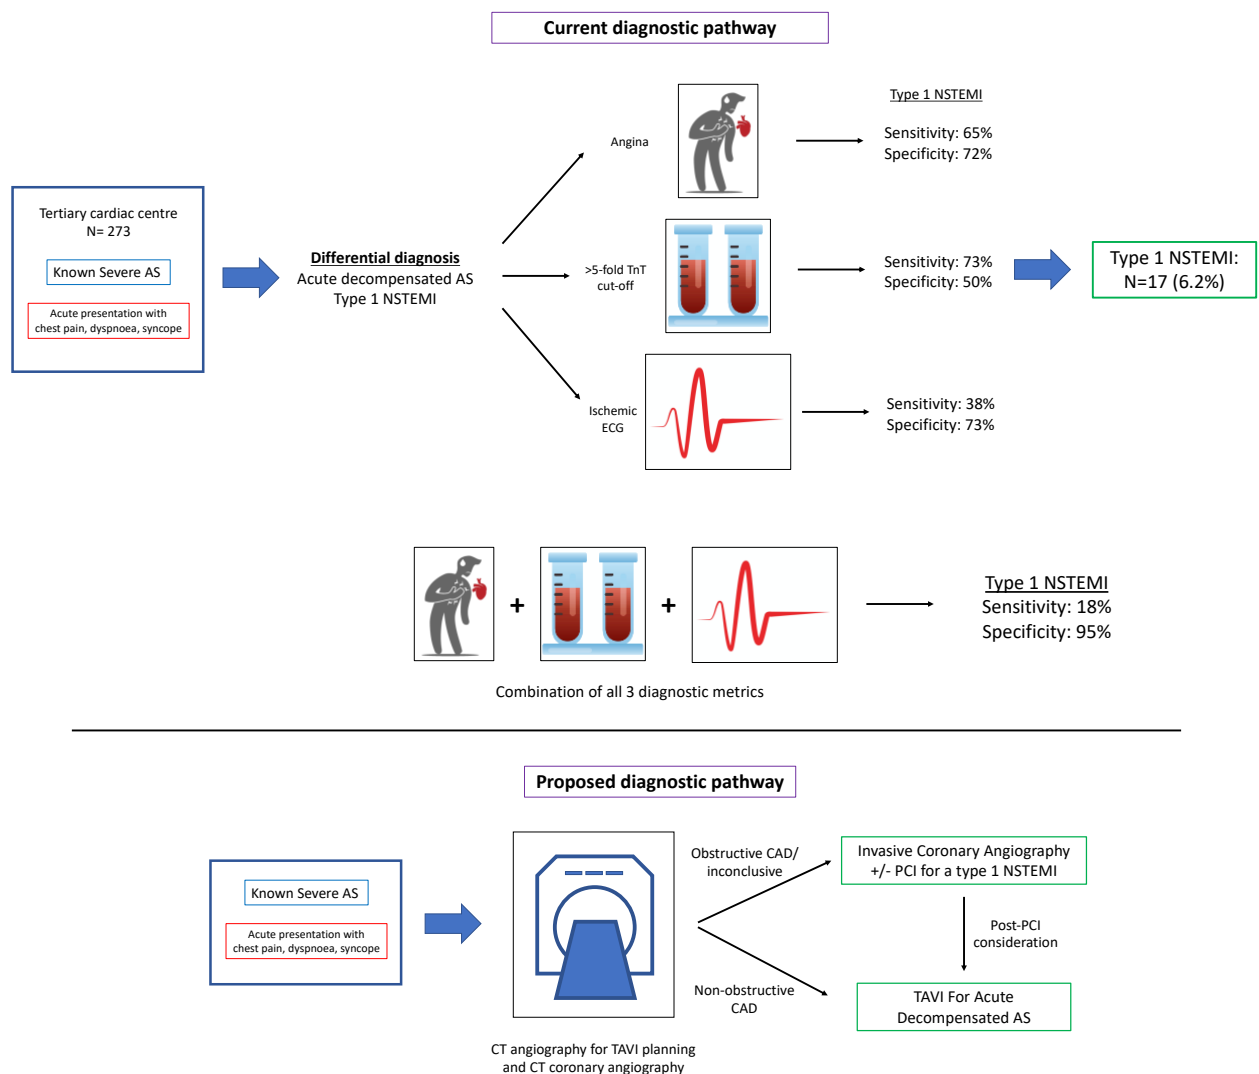 Current diagnostic pathway
Tertiary cardiac centre
N= 273
Known Severe AS
Acute presentation with
chest pain, dyspnoea, syncope
Differential diagnosis
Acute decompensated AS
Type 1 NSTEMI
Angina
>5-fold TnT
cut-off
Ischemic
ECG
Type 1 NSTEMI
Sensitivity: 65%
Specificity: 72%
Sensitivity: 73%
Specificity: 50%
Sensitivity: 38%
Specificity: 73%
Type 1 NSTEMI:
N=17 (6.2%)
+
+
Combination of all 3 diagnostic metrics
Type 1 NSTEMI
Sensitivity: 18%
Specificity: 95%
Proposed diagnostic pathway
Known Severe AS
Acute presentation with
chest pain, dyspnoea, syncope
CT angiography for TAVI planning
and CT coronary angiography
Obstructive CAD/
inconclusive
Non-obstructive
CAD
Invasive Coronary Angiography
+/- PCI for a type 1 NSTEMI
Post-PCI
consideration
TAVI For Acute
Decompensated AS